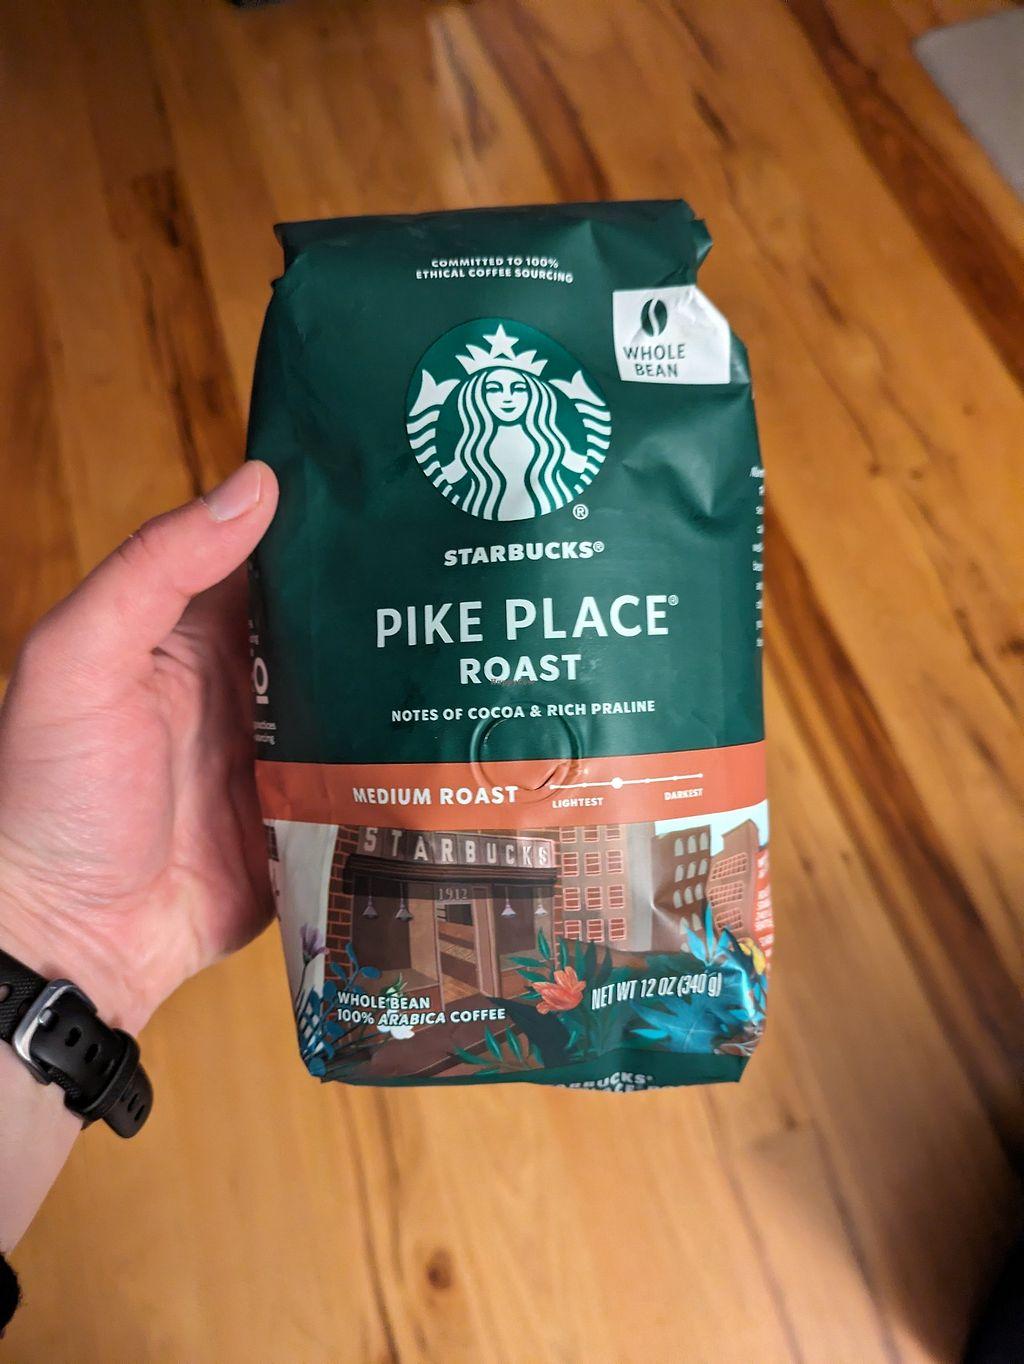 COMMITTED TO 100%
ETHICAL COFFEE SOURCING
WHOLE
BEAN
®
STARBUCKS®
PIKE PLACE®
ROAST
NOTES OF COCOA & RICH PRALINE
MEDIUM ROAST
LIGHTEST
DARKEST
STARBUCKS
1912
WHOLE BEAN
100% ARABICA COFFEE
NET WT 12 OZ (340 g)